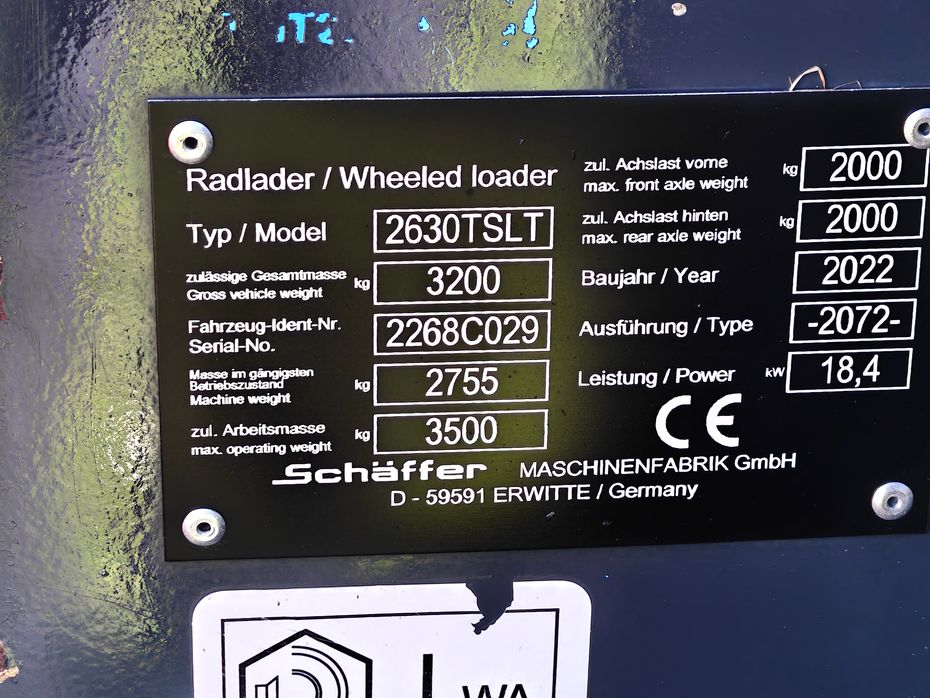 Radlader / Wheeled loader
Typ / Model 2630TSLT
zulässige Gesamtmasse
Gross vehicle weight kg 3200
Fahrzeug-Ident-Nr.
Serial-No. 2268C029
Masse im gängigsten
Betriebszustand
Machine weight kg 2755
zul. Arbeitsmasse
max. operating weight kg 3500
zul. Achslast vorne
max. front axle weight kg 2000
zul. Achslast hinten
max. rear axle weight kg 2000
Baujahr / Year 2022
Ausführung / Type -2072-
Leistung / Power kW 18,4
CE
Schäffer MASCHINENFABRIK GmbH
D - 59591 ERWITTE / Germany
WA